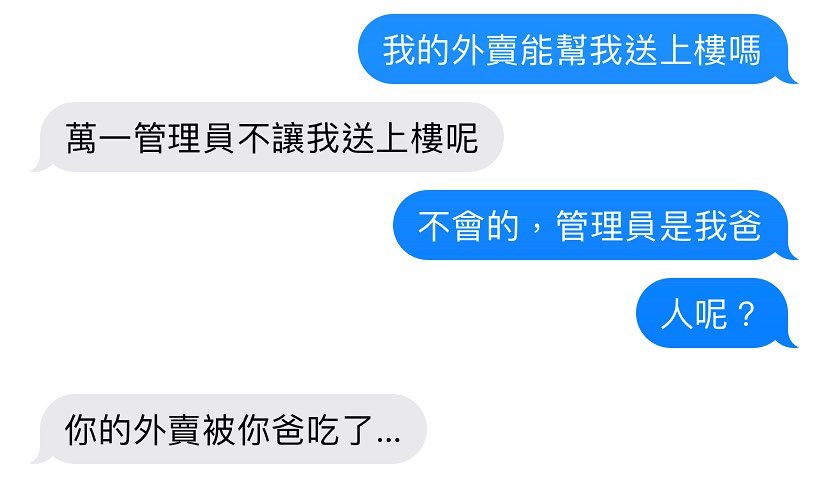 我的外賣能幫我送上樓嗎
萬一管理員不讓我送上樓呢
不會的，管理員是我爸
人呢？
你的外賣被你爸吃了...